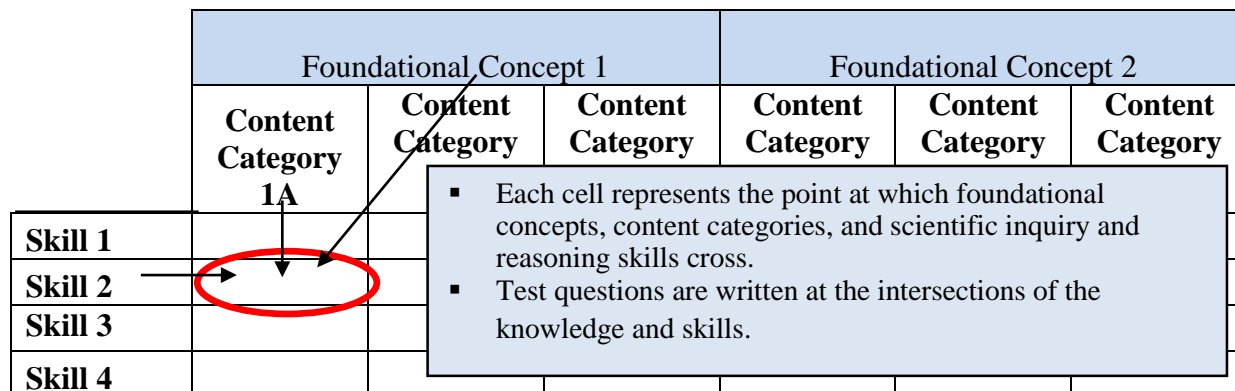 Foundational Concept 1
Foundational Concept 2
Content
Category
1A
Content
Category
Content
Category
Content
Category
Content
Category
Content
Category
▪ Each cell represents the point at which foundational
concepts, content categories, and scientific inquiry and
reasoning skills cross.
▪ Test questions are written at the intersections of the
knowledge and skills.
Skill 1
Skill 2
Skill 3
Skill 4